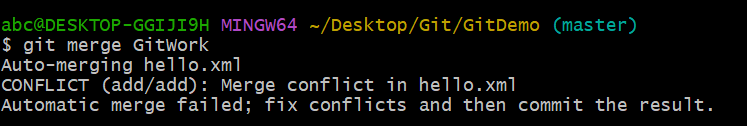 abc@DESKTOP-GGIJI9H MINGW64 ~/Desktop/Git/GitDemo (master)
$ git merge GitWork
Auto-merging hello.xml
CONFLICT (add/add): Merge conflict in hello.xml
Automatic merge failed; fix conflicts and then commit the result.